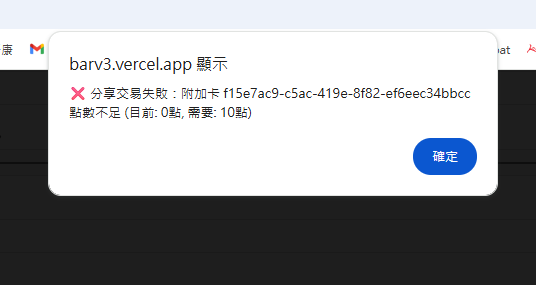 barv3.vercel.app 顯示
康
at
❌ 分享交易失敗：附加卡 f15e7ac9-c5ac-419e-8f82-ef6eec34bbcc
點數不足 (目前: 0點, 需要: 10點)
確定